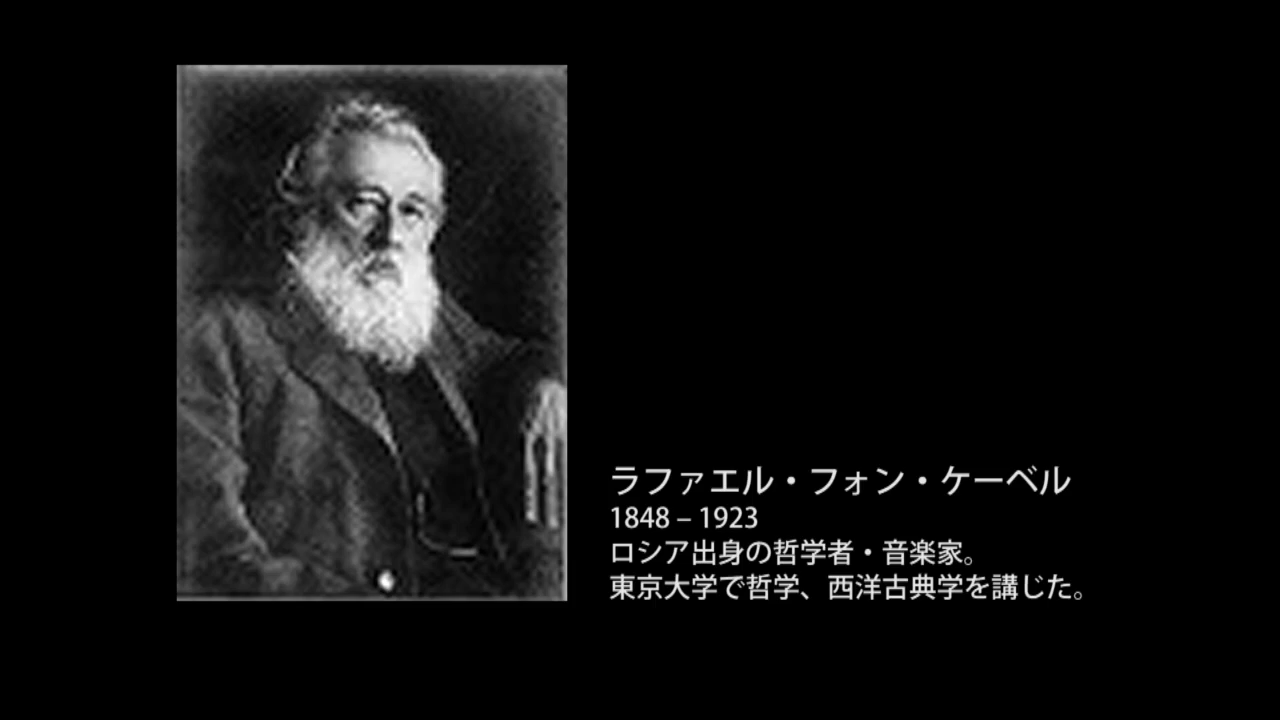 ラファエル・フォン・ケーベル
1848 – 1923
ロシア出身の哲学者・音楽家。
東京大学で哲学、西洋古典学を講じた。